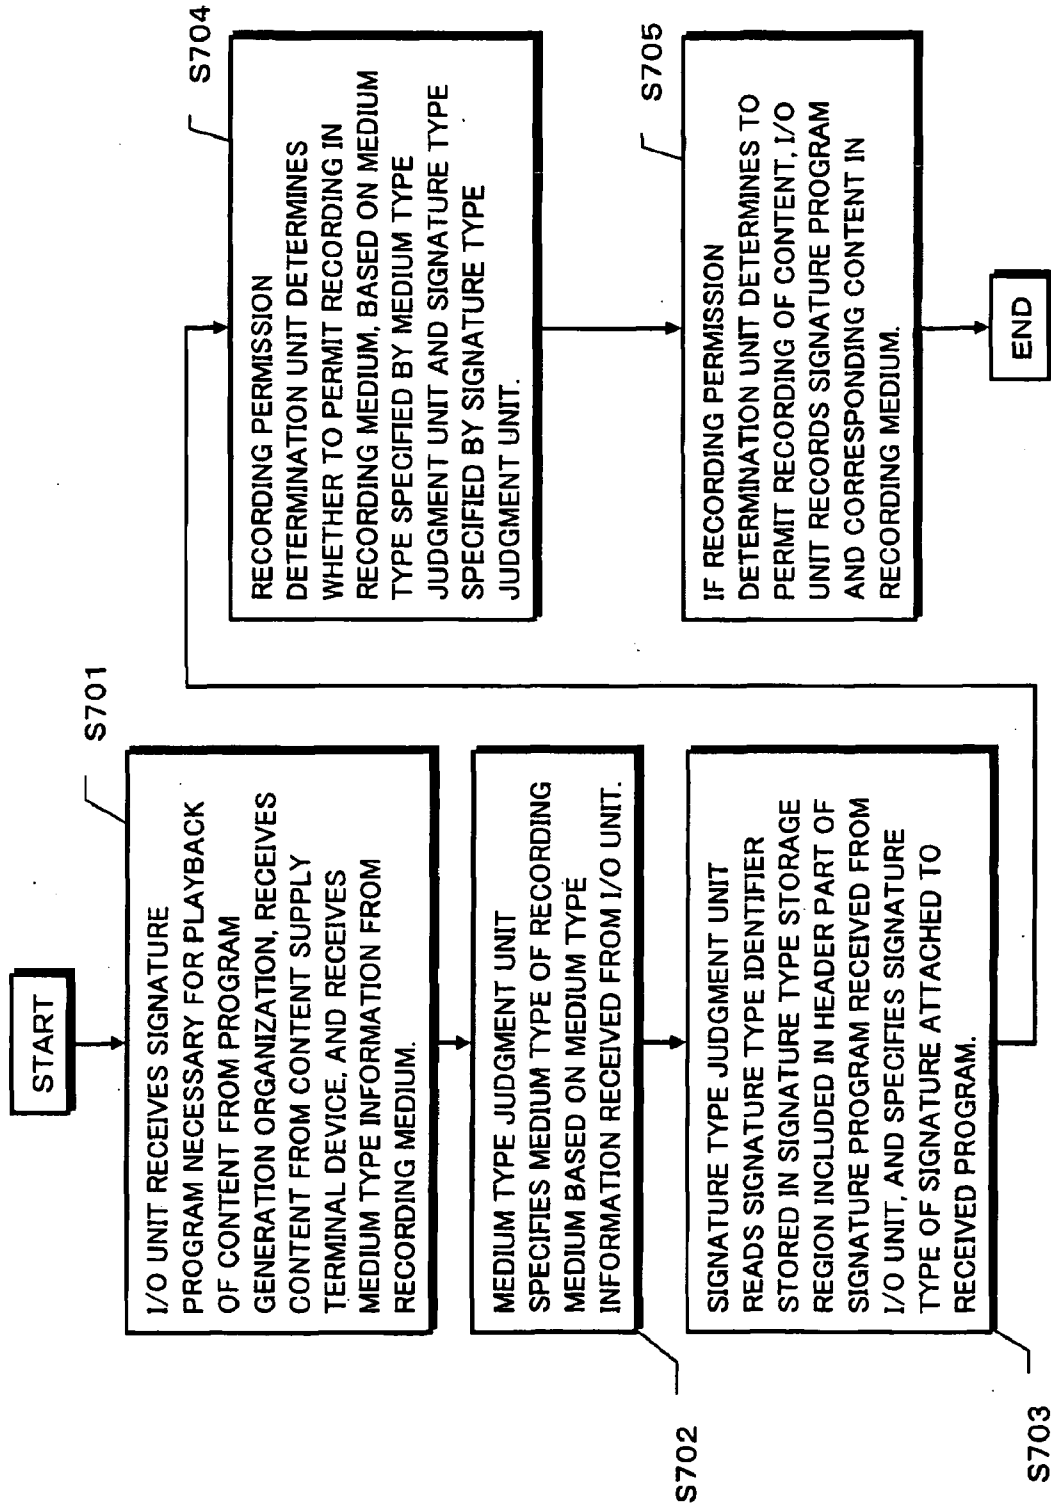 START
S701
I/O UNIT RECEIVES SIGNATURE
PROGRAM NECESSARY FOR PLAYBACK
OF CONTENT FROM PROGRAM
GENERATION ORGANIZATION, RECEIVES
CONTENT FROM CONTENT SUPPLY
TERMINAL DEVICE, AND RECEIVES
MEDIUM TYPE INFORMATION FROM
RECORDING MEDIUM.
S702
MEDIUM TYPE JUDGMENT UNIT
SPECIFIES MEDIUM TYPE OF RECORDING
MEDIUM BASED ON MEDIUM TYPE
INFORMATION RECEIVED FROM I/O UNIT.
S703
SIGNATURE TYPE JUDGMENT UNIT
READS SIGNATURE TYPE IDENTIFIER
STORED IN SIGNATURE TYPE STORAGE
REGION INCLUDED IN HEADER PART OF
SIGNATURE PROGRAM RECEIVED FROM
I/O UNIT, AND SPECIFIES SIGNATURE
TYPE OF SIGNATURE ATTACHED TO
RECEIVED PROGRAM.
S704
RECORDING PERMISSION
DETERMINATION UNIT DETERMINES
WHETHER TO PERMIT RECORDING IN
RECORDING MEDIUM, BASED ON MEDIUM
TYPE SPECIFIED BY MEDIUM TYPE
JUDGMENT UNIT AND SIGNATURE TYPE
SPECIFIED BY SIGNATURE TYPE
JUDGMENT UNIT.
S705
IF RECORDING PERMISSION
DETERMINATION UNIT DETERMINES TO
PERMIT RECORDING OF CONTENT, I/O
UNIT RECORDS SIGNATURE PROGRAM
AND CORRESPONDING CONTENT IN
RECORDING MEDIUM.
END